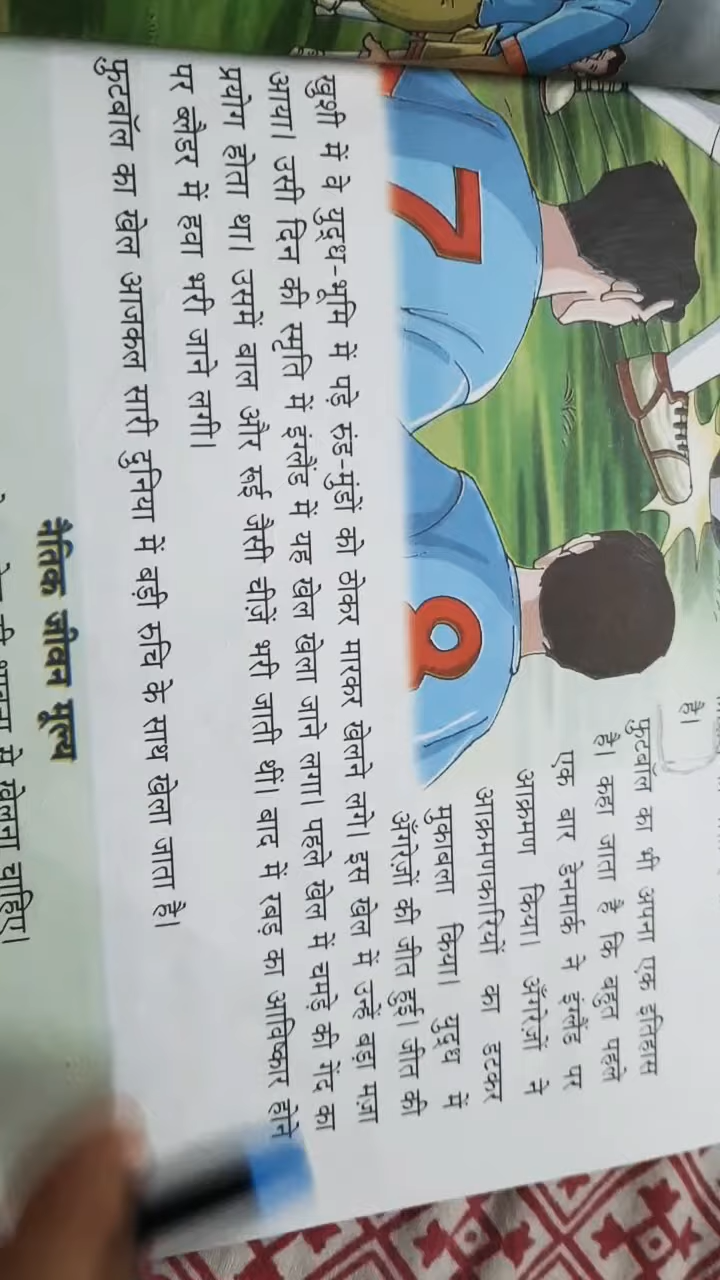 है।
फुटबॉल का भी अपना एक इतिहास
है। कहा जाता है कि बहुत पहले
एक बार डेनमार्क ने इंग्लैंड पर
आक्रमण किया। अँगरेज़ों ने
आक्रमणकारियों का डटकर
मुकाबला किया। युद्ध में
अँगरेज़ों की जीत हुई। जीत की
खुशी में वे युद्ध-भूमि में पड़े रुंड-मुंडों को ठोकर मारकर खेलने लगे। इस खेल में उन्हें बड़ा मज़ा
आया। उसी दिन की स्मृति में इंग्लैंड में यह खेल खेला जाने लगा। पहले खेल में चमड़े की गेंद का
प्रयोग होता था। उसमें बाल और रूई जैसी चीज़ें भरी जाती थीं। बाद में रबड़ का आविष्कार होने
पर ब्लैडर में हवा भरी जाने लगी।
फुटबॉल का खेल आजकल सारी दुनिया में बड़ी रुचि के साथ खेला जाता है।
नैतिक जीवन मूल्य
भावना से खेलना चाहिए।
7
8